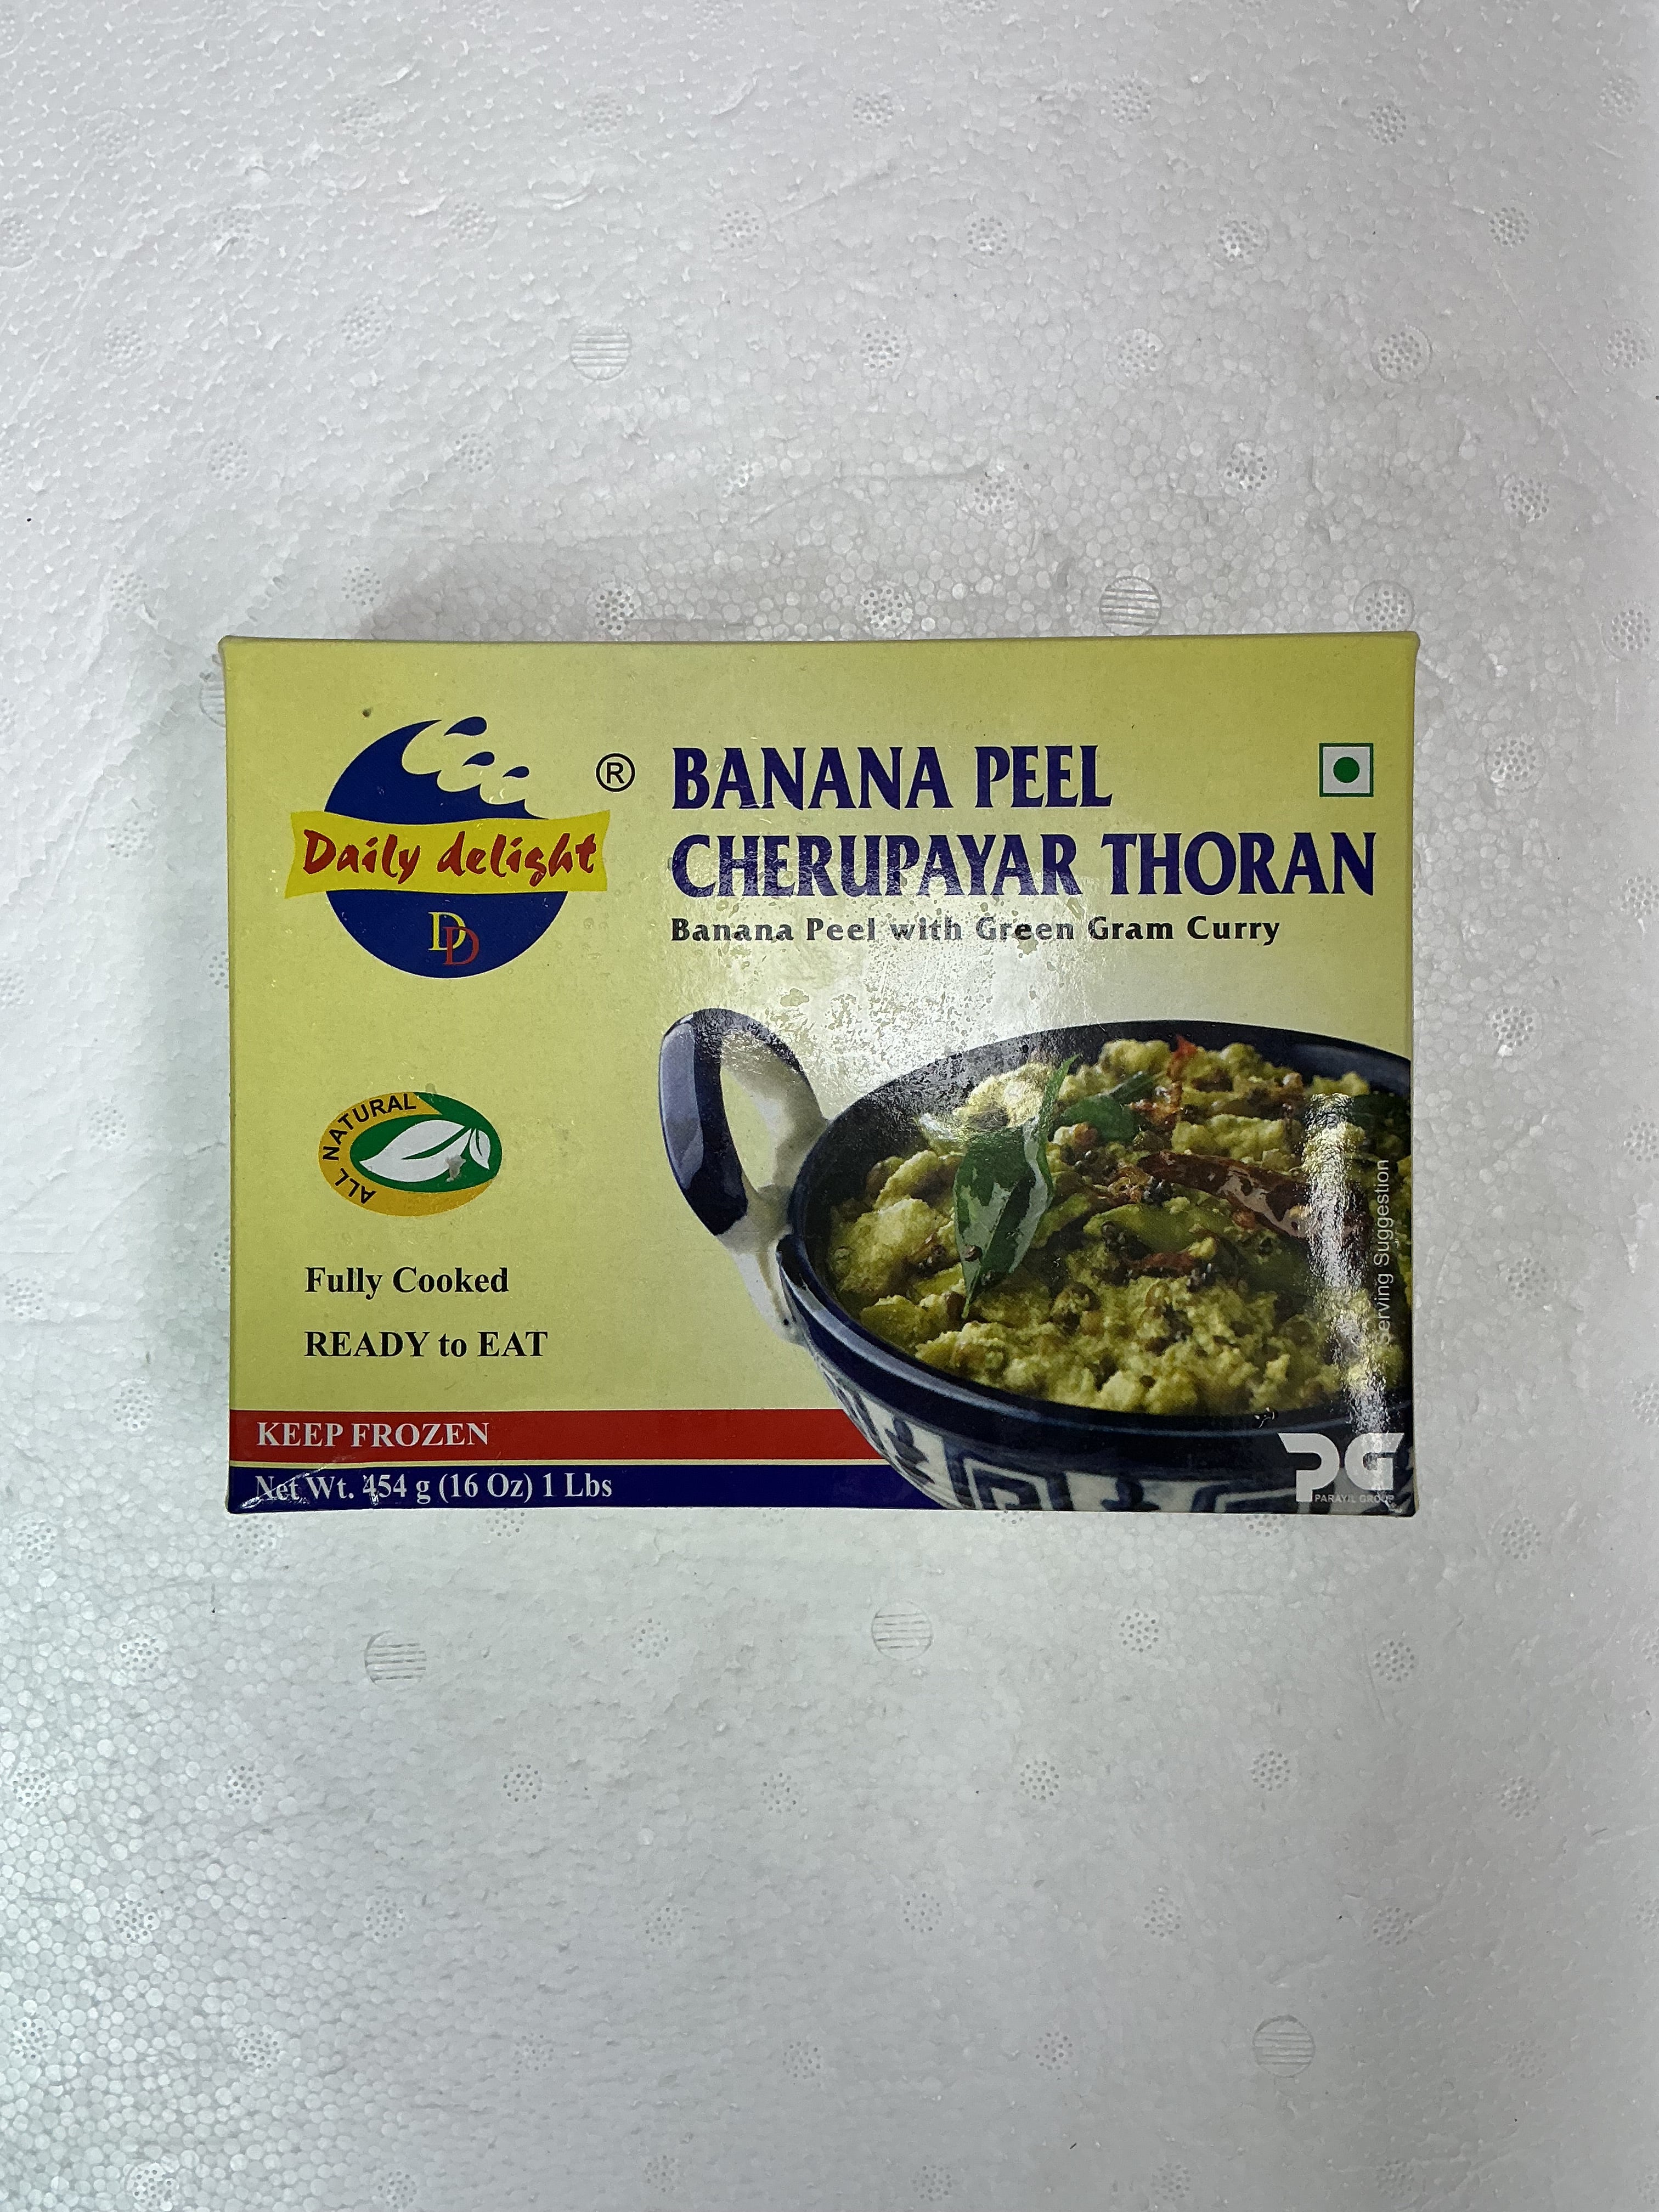 Daily delight
DD
®
BANANA PEEL
CHERUPAYAR THORAN
Banana Peel with Green Gram Curry
ALL NATURAL
Fully Cooked
READY to EAT
Serving Suggestion
KEEP FROZEN
Net Wt. 454 g (16 Oz) 1 Lbs
PG
PARAYIL GROUP